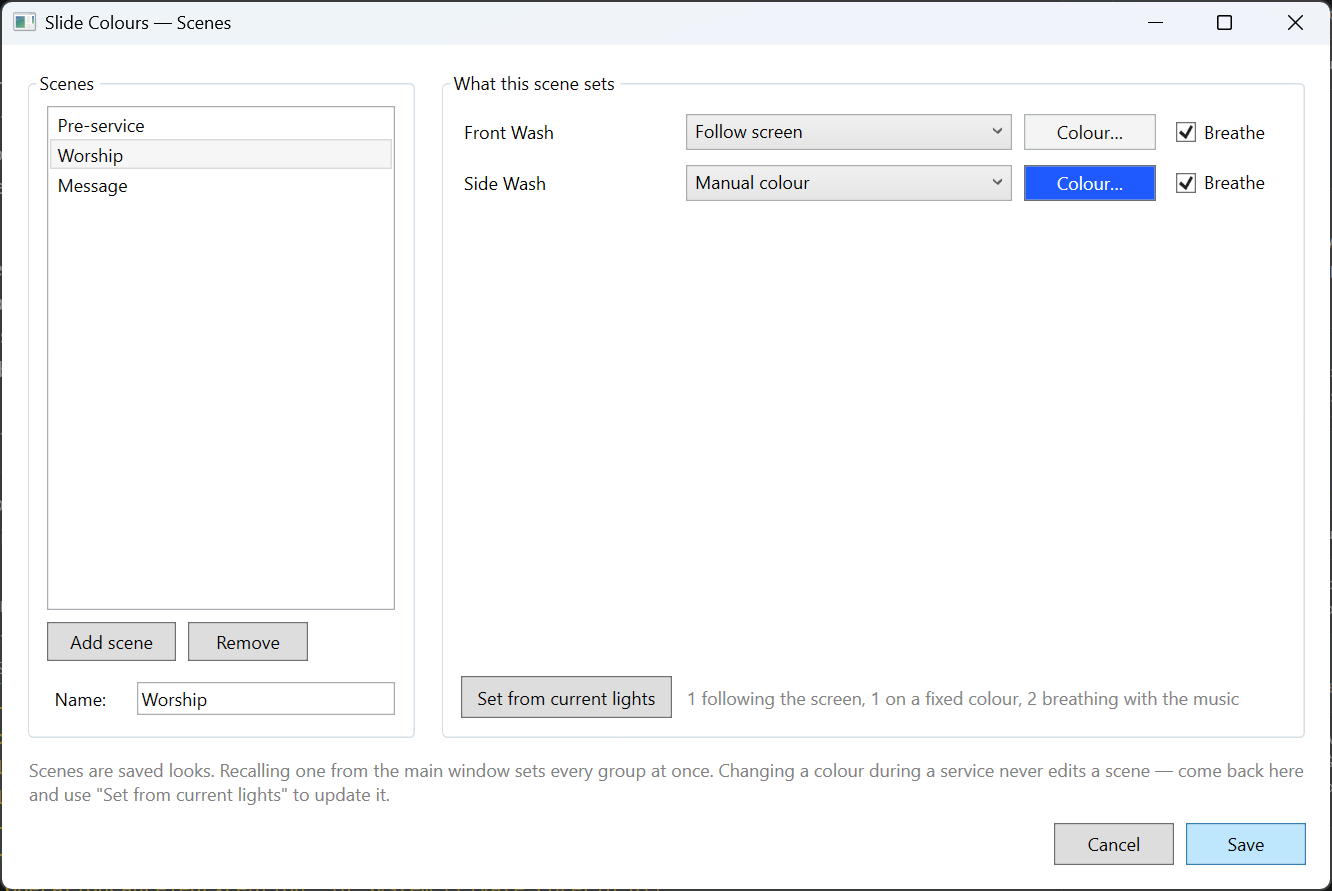 Slide Colours — Scenes
Scenes
Pre-service
Worship
Message
Add scene
Remove
Name:
Worship
What this scene sets
Front Wash
Follow screen
Colour...
Breathe
Side Wash
Manual colour
Colour...
Breathe
Set from current lights
1 following the screen, 1 on a fixed colour, 2 breathing with the music
Scenes are saved looks. Recalling one from the main window sets every group at once. Changing a colour during a service never edits a scene — come back here
and use "Set from current lights" to update it.
Cancel
Save